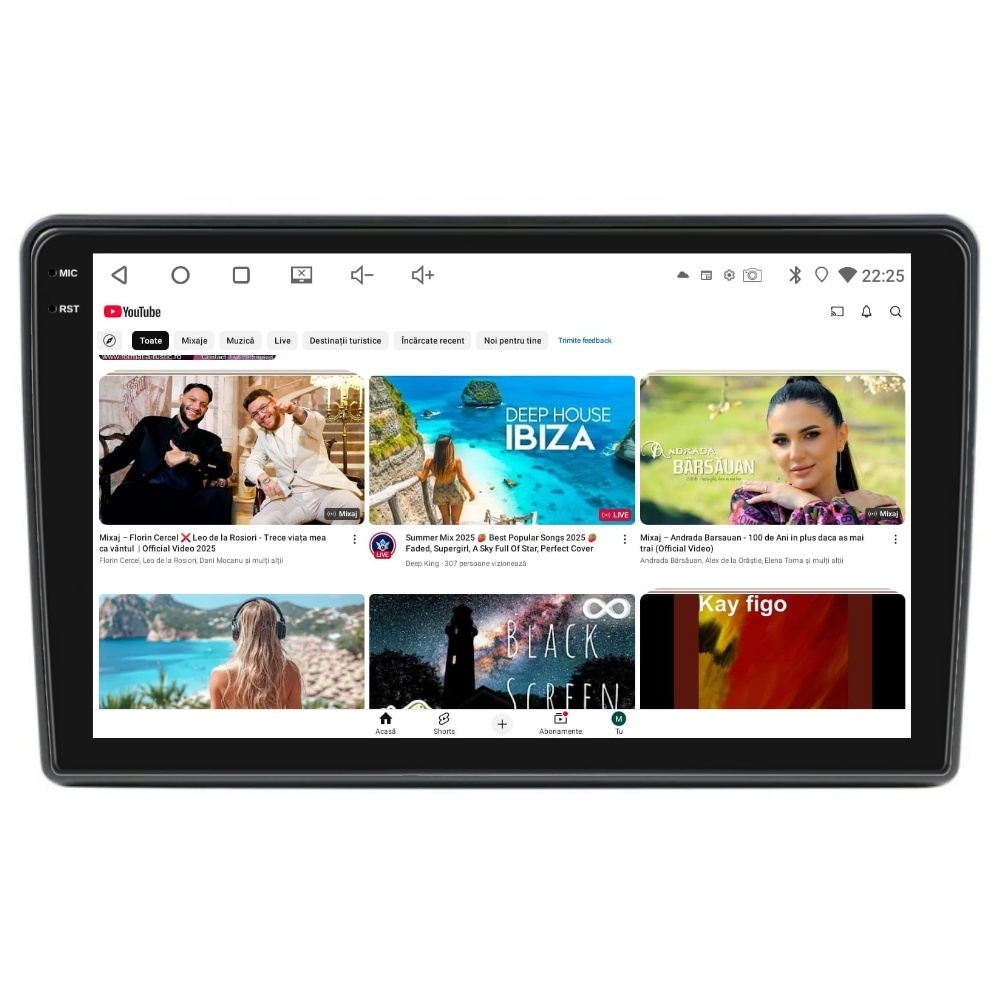 MIC
22:25
RST
YouTube
Toate
Mixaje
Muzică
Live
Destinații turistice
Încărcate recent
Noi pentru tine
Trimite feedback
DEEP HOUSE
IBIZA
ANDRADA
BÂRSĂUAN
Mixaj
LIVE
Mixaj
Mixaj – Florin Cercel ❌ Leo de la Rosiori - Trece viața mea
ca vântul | Official Video 2025
Florin Cercel, Leo de la Rosiori, Dani Mocanu și mulți alții
LIVE
Summer Mix 2025 🍓 Best Popular Songs 2025 🍓
Faded, Supergirl, A Sky Full Of Star, Perfect Cover
Deep King · 307 persoane vizionează
Mixaj – Andrada Barsauan - 100 de Ani in plus daca as mai
trai (Official Video)
Andrada Bârsăuan, Alex de la Orăștie, Elena Toma și mulți alții
BLACK
SCREEN
Kay figo
Acasă
Shorts
Abonamente
M
Tu